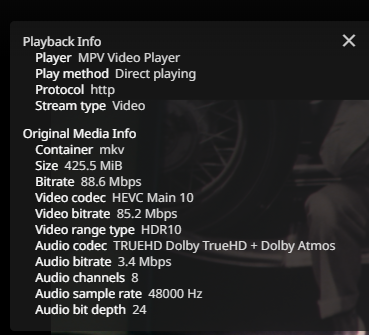 Playback Info
Player MPV Video Player
Play method Direct playing
Protocol http
Stream type Video
Original Media Info
Container mkv
Size 425.5 MiB
Bitrate 88.6 Mbps
Video codec HEVC Main 10
Video bitrate 85.2 Mbps
Video range type HDR10
Audio codec TRUEHD Dolby TrueHD + Dolby Atmos
Audio bitrate 3.4 Mbps
Audio channels 8
Audio sample rate 48000 Hz
Audio bit depth 24